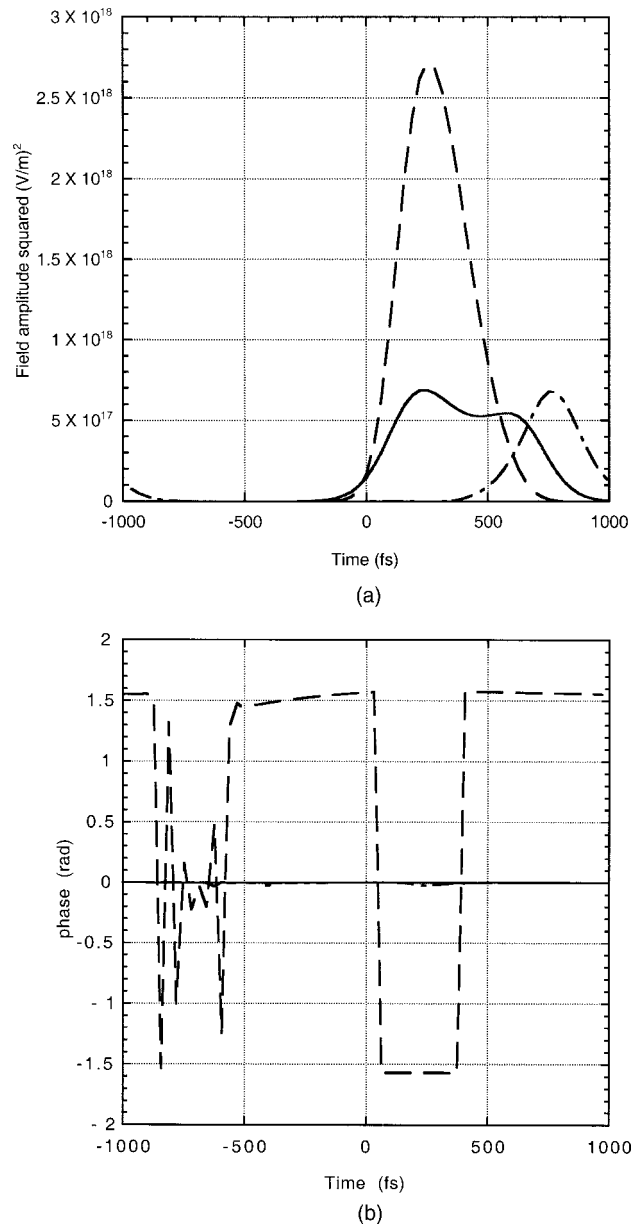 3 X 10^18
2.5 X 10^18
2 X 10^18
1.5 X 10^18
1 X 10^18
5 X 10^17
0
Field amplitude squared (V/m)^2
-1000
-500
0
500
1000
Time (fs)
(a)
2
1.5
1
0.5
0
-0.5
-1
-1.5
-2
phase (rad)
-1000
-500
0
500
1000
Time (fs)
(b)